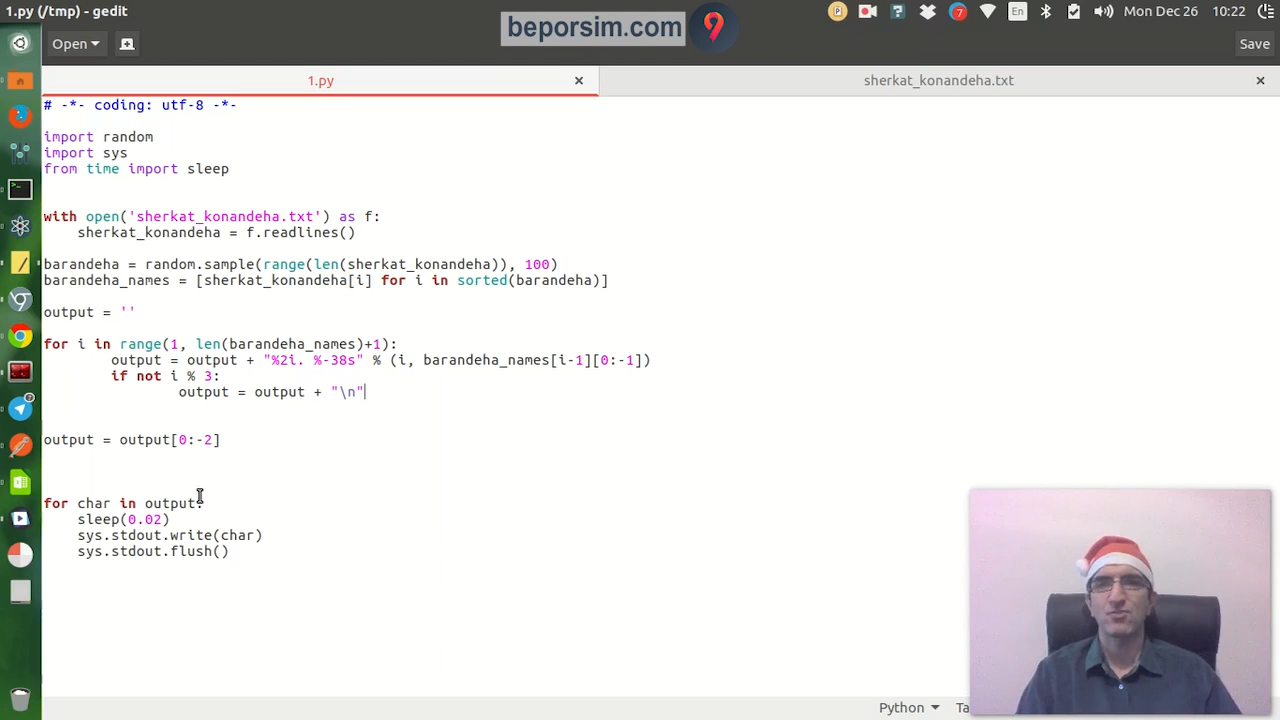 1.py (/tmp) - gedit
beporsim.com
En
Mon Dec 26
10:22
Open
Save
1.py
sherkat_konandeha.txt
# -*- coding: utf-8 -*-
import random
import sys
from time import sleep
with open('sherkat_konandeha.txt') as f:
    sherkat_konandeha = f.readlines()
barandeha = random.sample(range(len(sherkat_konandeha)), 100)
barandeha_names = [sherkat_konandeha[i] for i in sorted(barandeha)]
output = ''
for i in range(1, len(barandeha_names)+1):
        output = output + "%2i. %-38s" % (i, barandeha_names[i-1][0:-1])
        if not i % 3:
                output = output + "\n"
output = output[0:-2]
for char in output:
    sleep(0.02)
    sys.stdout.write(char)
    sys.stdout.flush()
Python